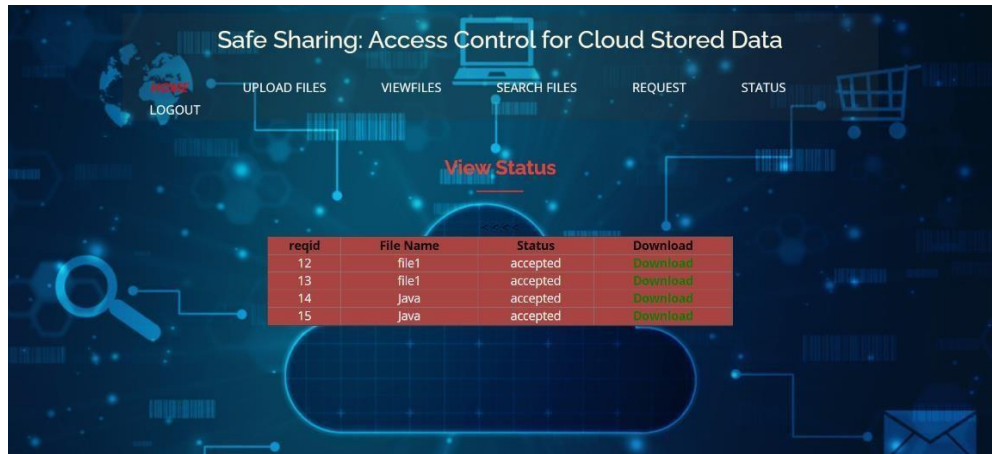 Safe Sharing: Access Control for Cloud Stored Data
HOME UPLOAD FILES VIEWFILES SEARCH FILES REQUEST STATUS
LOGOUT
View Status
<<<<
reqid File Name Status Download
12 file1 accepted Download
13 file1 accepted Download
14 Java accepted Download
15 Java accepted Download